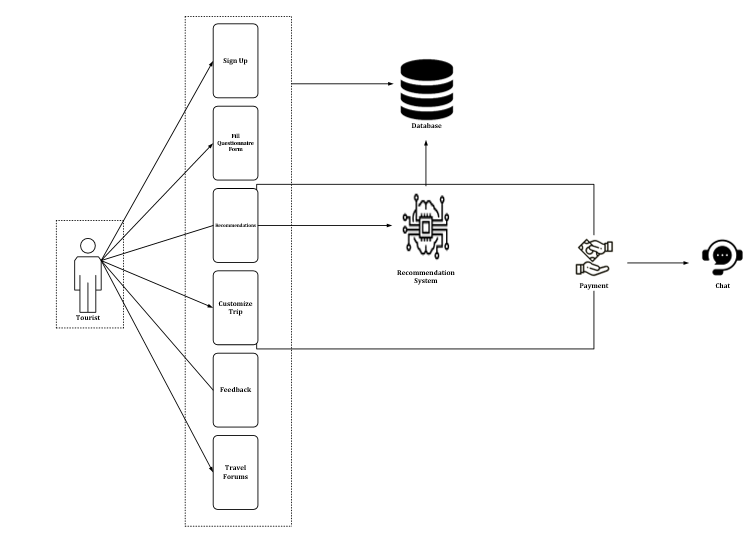 Sign Up
Fill
Questionnaire
Form
Recommendations
Customize
Trip
Feedback
Travel
Forums
Tourist
Database
Recommendation
System
Payment
Chat